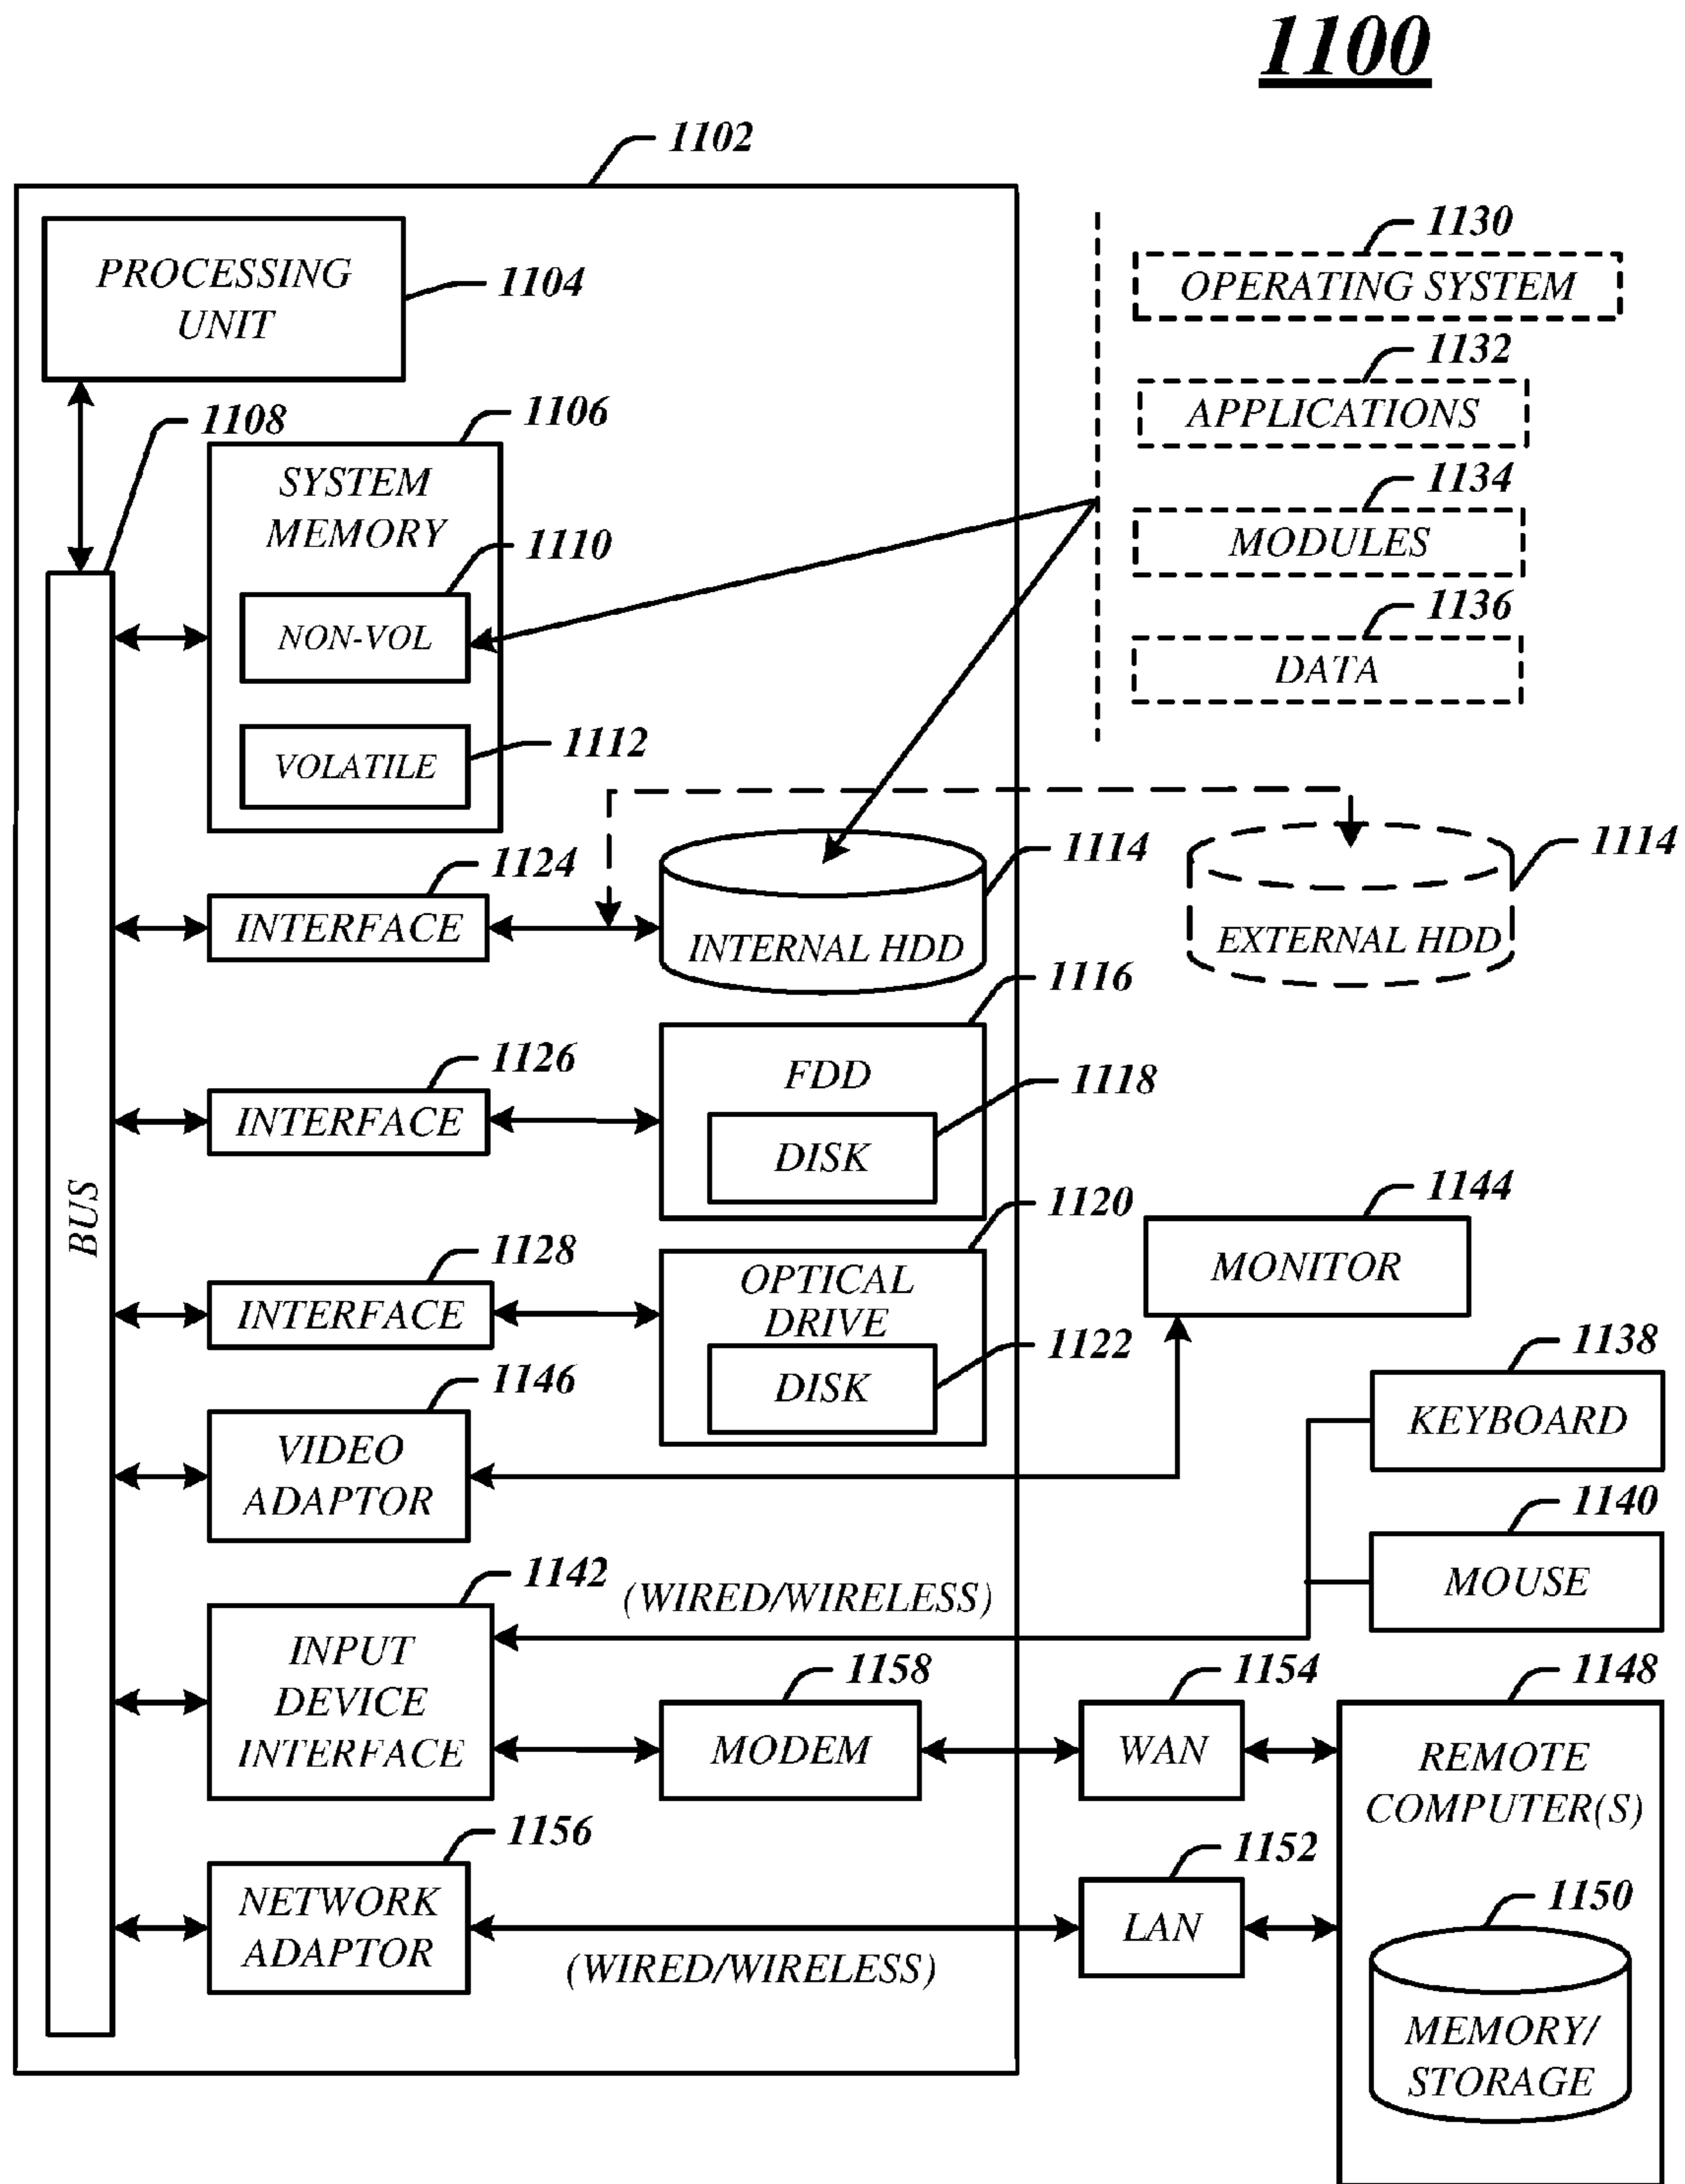 1100
1102
PROCESSING
UNIT
1104
1130
OPERATING SYSTEM
1132
APPLICATIONS
1134
MODULES
1136
DATA
1108
1106
SYSTEM
MEMORY
1110
NON-VOL
1112
VOLATILE
BUS
1124
INTERFACE
1114
INTERNAL HDD
1114
EXTERNAL HDD
1126
INTERFACE
1116
FDD
1118
DISK
1128
INTERFACE
1120
OPTICAL
DRIVE
1122
DISK
1144
MONITOR
1146
VIDEO
ADAPTOR
1138
KEYBOARD
1140
MOUSE
1142
INPUT
DEVICE
INTERFACE
(WIRED/WIRELESS)
1158
MODEM
1154
WAN
1148
REMOTE
COMPUTER(S)
1156
NETWORK
ADAPTOR
(WIRED/WIRELESS)
1152
LAN
1150
MEMORY/
STORAGE